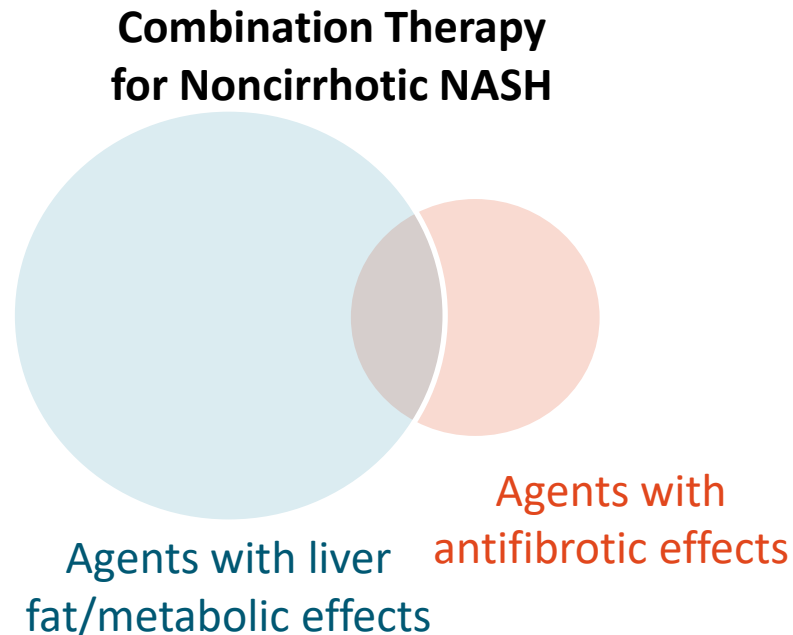 Combination Therapy
for Noncirrhotic NASH
Agents with
antifibrotic effects
Agents with liver
fat/metabolic effects